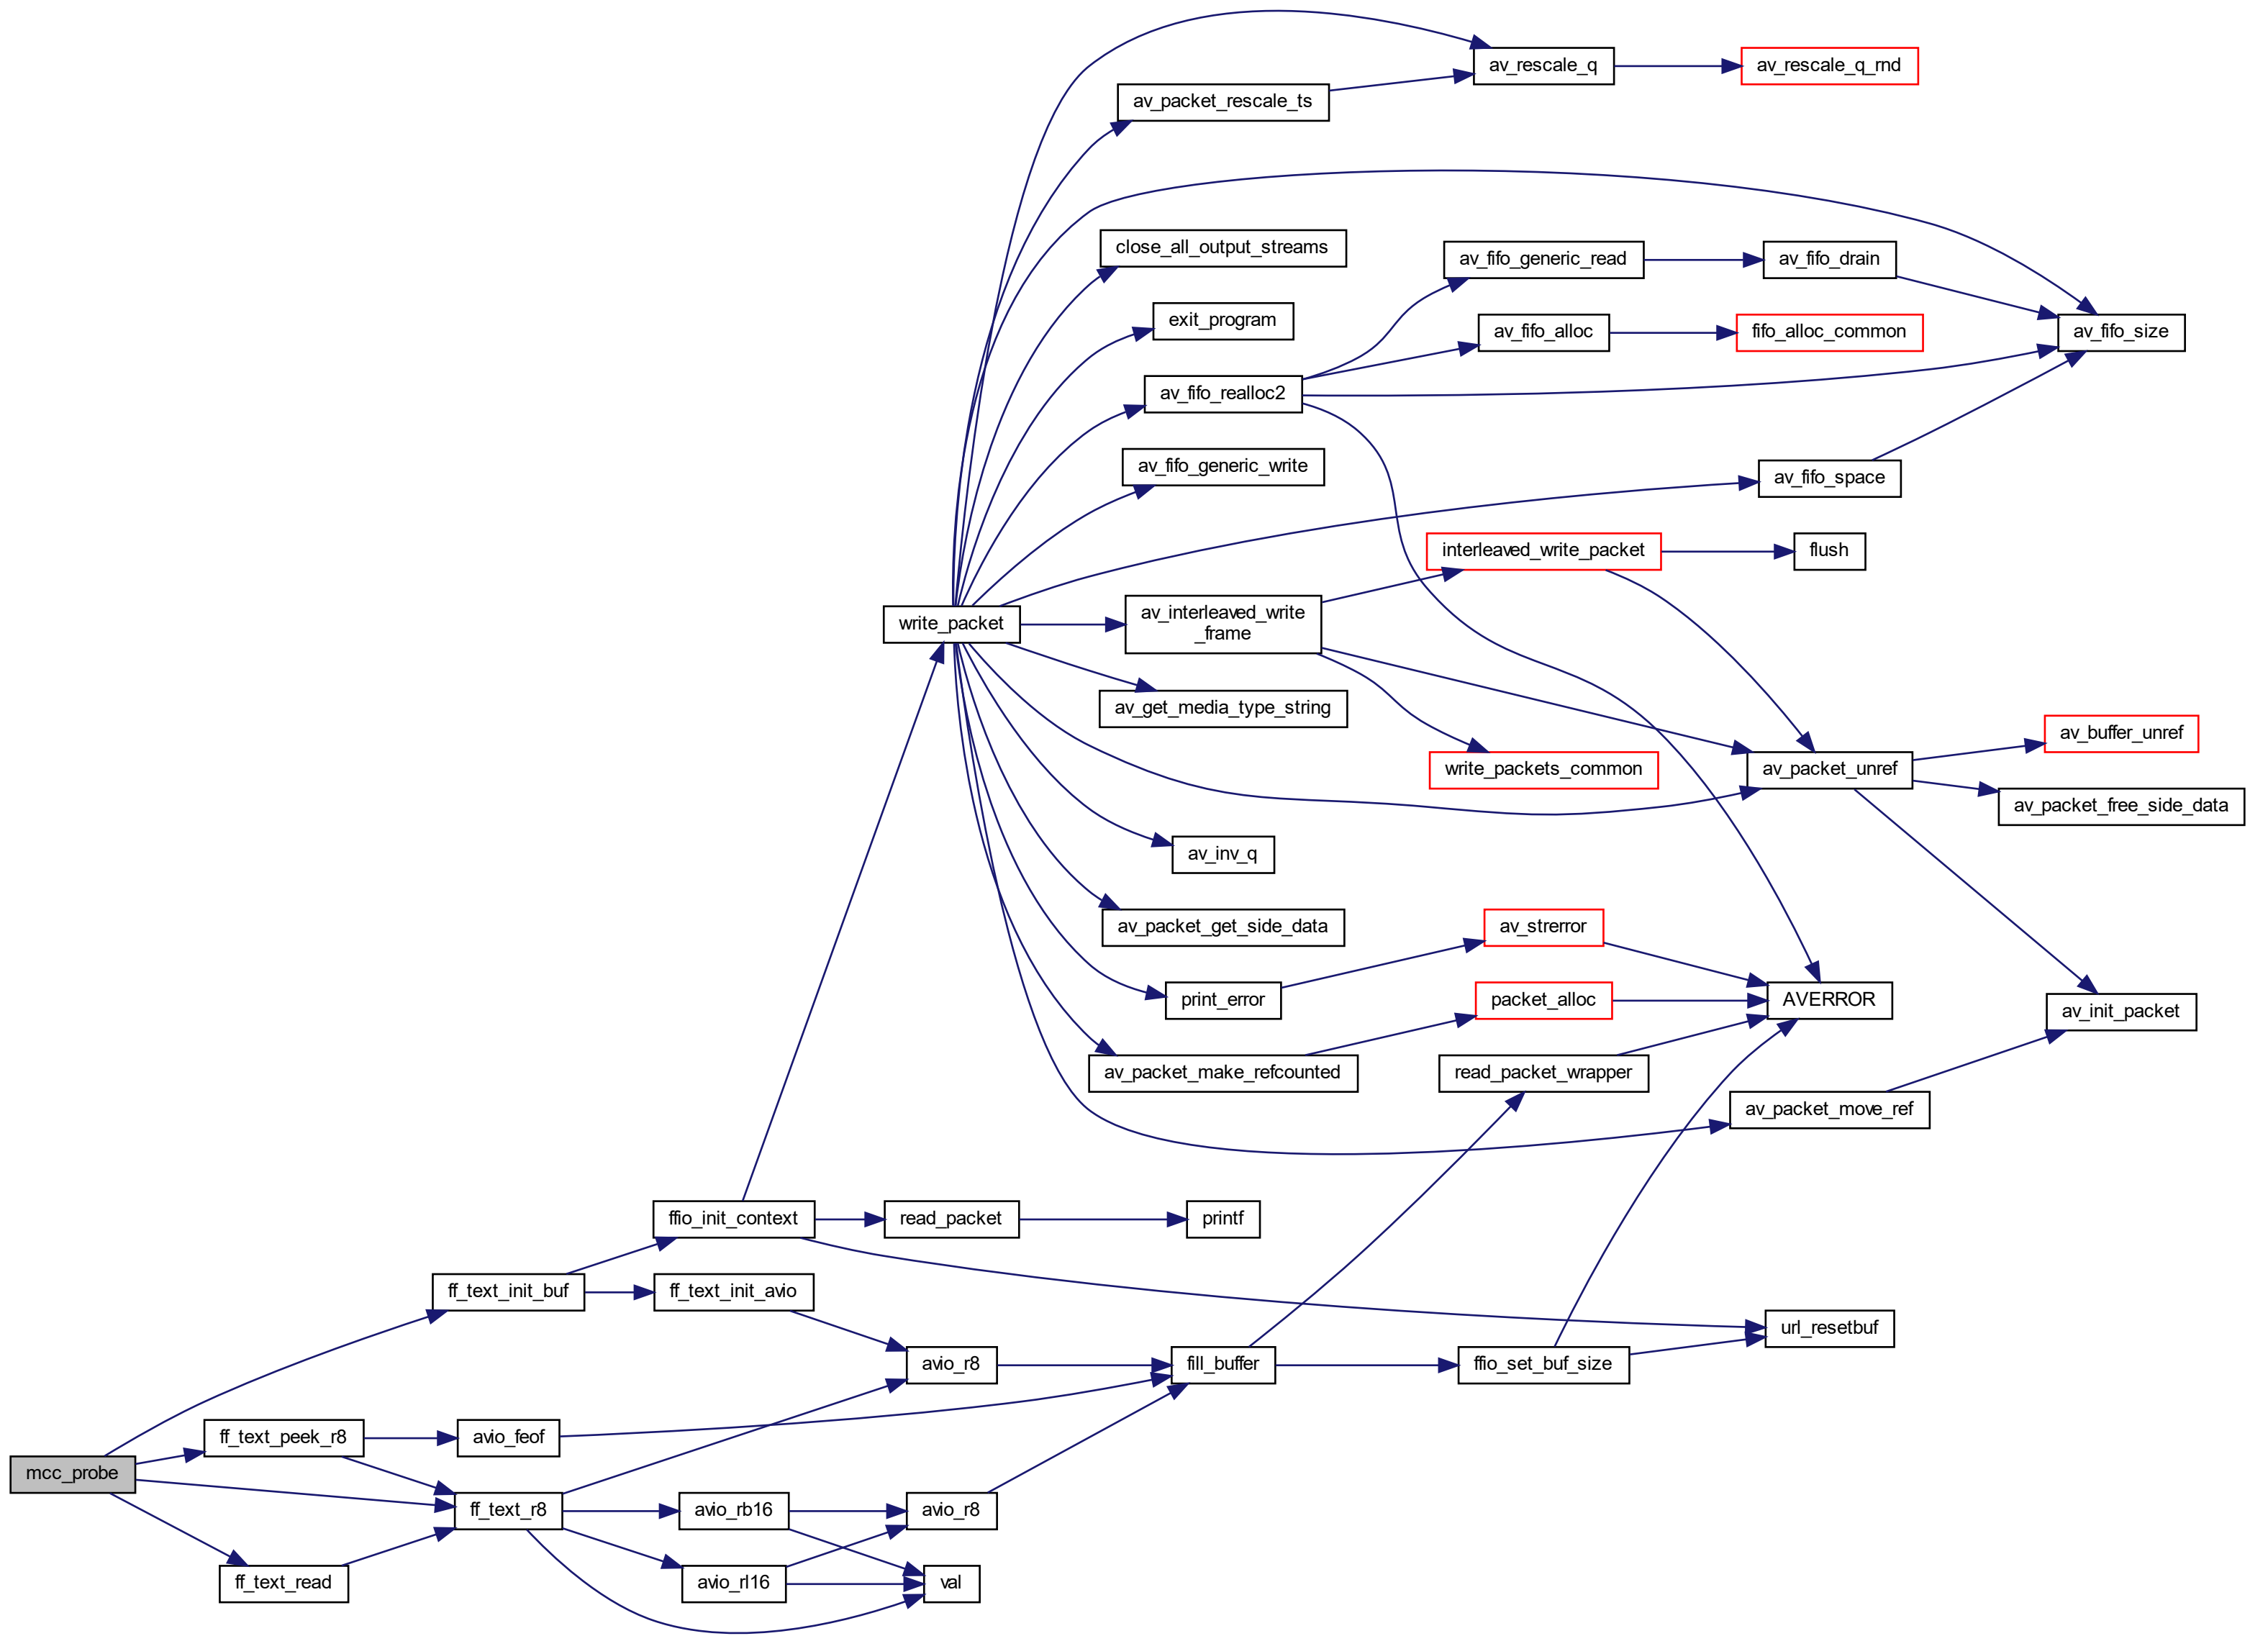 av_rescale_q
av_rescale_q_rnd
av_packet_rescale_ts
close_all_output_streams
av_fifo_generic_read
av_fifo_drain
exit_program
av_fifo_alloc
fifo_alloc_common
av_fifo_size
av_fifo_realloc2
av_fifo_generic_write
av_fifo_space
interleaved_write_packet
flush
write_packet
av_interleaved_write
_frame
av_get_media_type_string
av_buffer_unref
write_packets_common
av_packet_unref
av_packet_free_side_data
av_inv_q
av_packet_get_side_data
av_strerror
print_error
packet_alloc
AVERROR
av_init_packet
av_packet_make_refcounted
read_packet_wrapper
av_packet_move_ref
ffio_init_context
read_packet
printf
ff_text_init_buf
ff_text_init_avio
url_resetbuf
avio_r8
fill_buffer
ffio_set_buf_size
ff_text_peek_r8
avio_feof
mcc_probe
ff_text_r8
avio_rb16
avio_r8
ff_text_read
avio_rl16
val